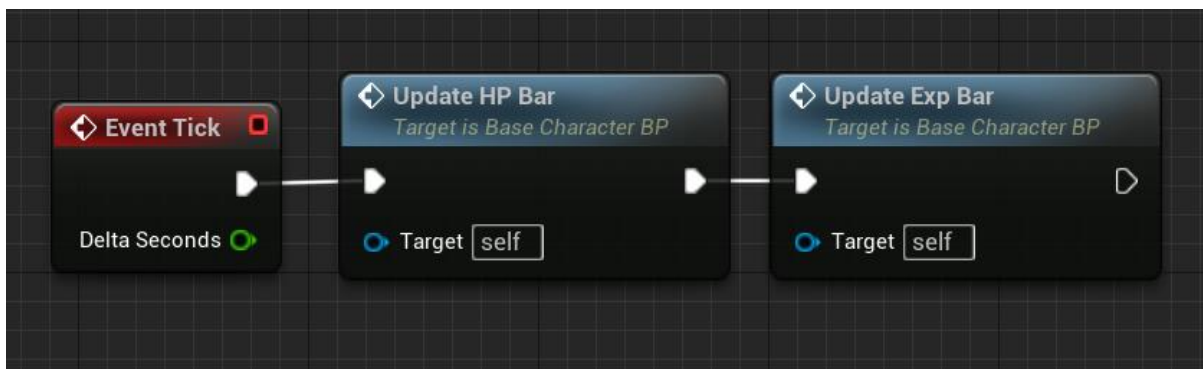 Event Tick
Delta Seconds
Update HP Bar
Target is Base Character BP
Target self
Update Exp Bar
Target is Base Character BP
Target self